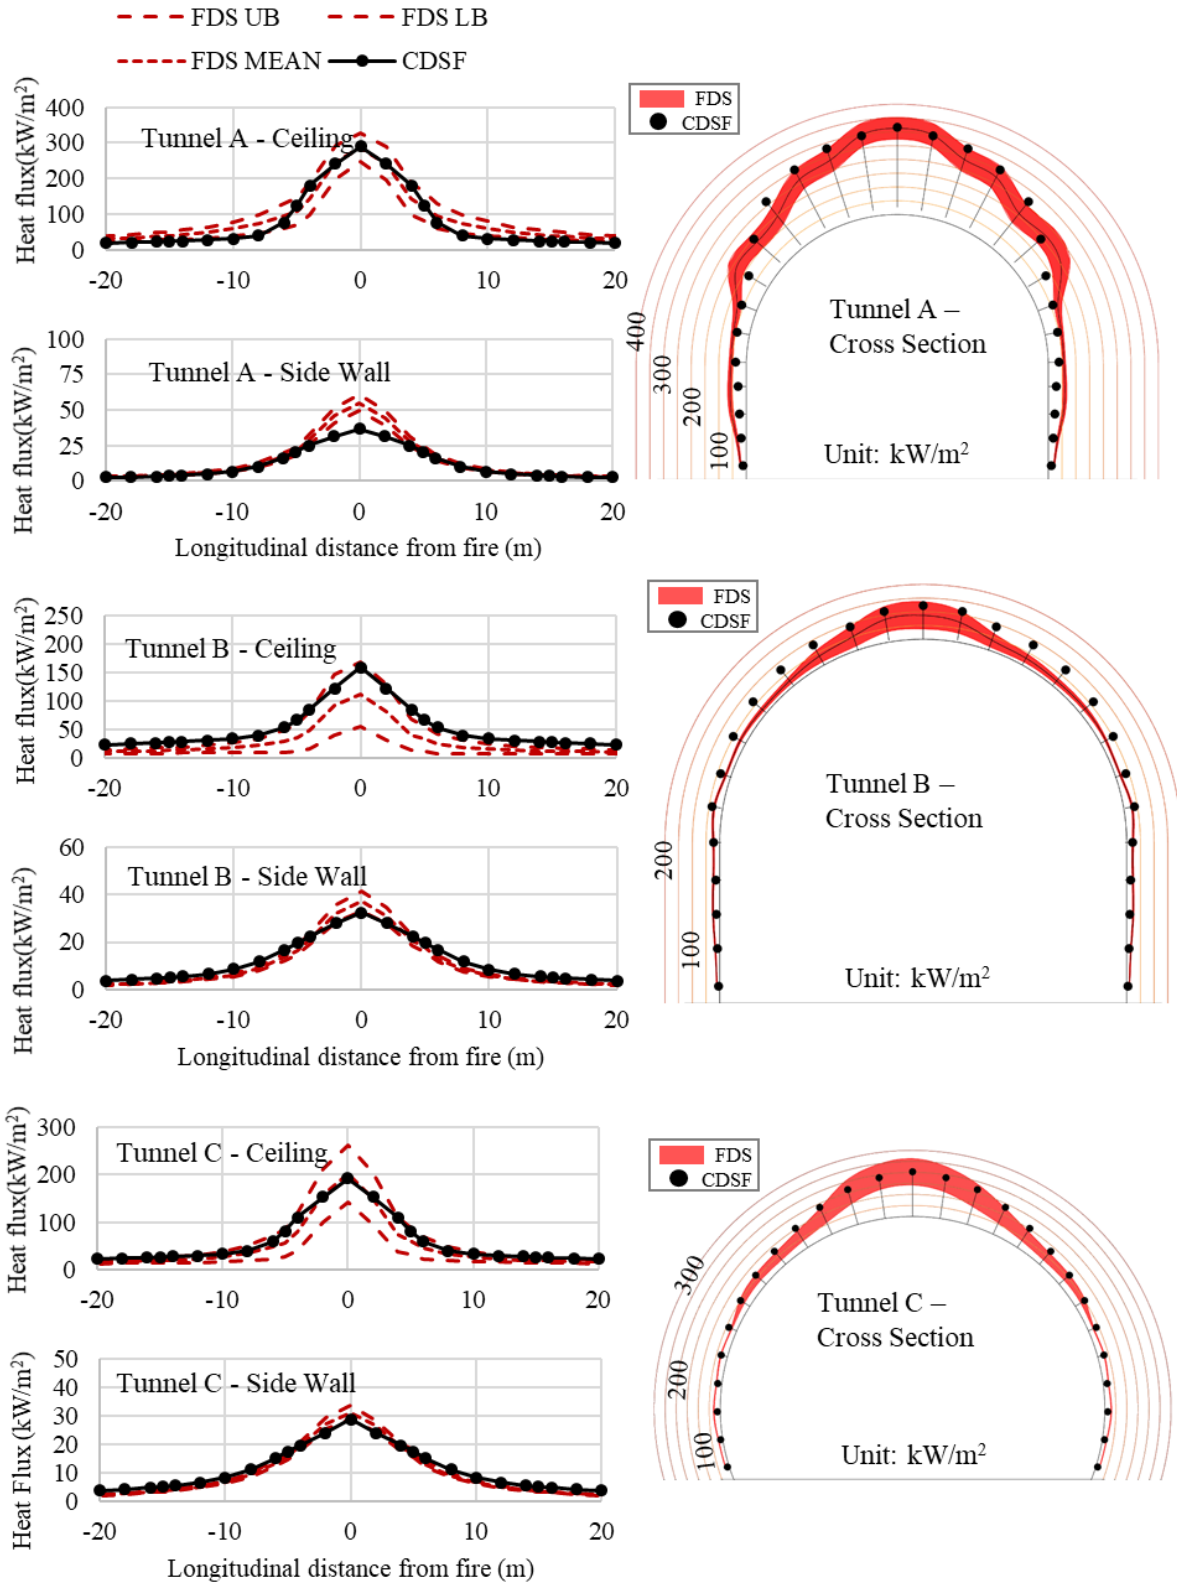 FDS UB
FDS LB
FDS MEAN
CDSF
Heat flux(kW/m²)
400
300
200
100
0
Tunnel A - Ceiling
-20 -10 0 10 20
Heat flux(kW/m²)
100
75
50
25
0
Tunnel A - Side Wall
-20 -10 0 10 20
Longitudinal distance from fire (m)
FDS
CDSF
400
300
200
100
Tunnel A –
Cross Section
Unit: kW/m²
Heat flux(kW/m²)
250
200
150
100
50
0
Tunnel B - Ceiling
-20 -10 0 10 20
Heat flux(kW/m²)
60
40
20
0
Tunnel B - Side Wall
-20 -10 0 10 20
Longitudinal distance from fire (m)
FDS
CDSF
200
100
Tunnel B –
Cross Section
Unit: kW/m²
Heat flux(kW/m²)
300
200
100
0
Tunnel C - Ceiling
-20 -10 0 10 20
Heat Flux (kW/m²)
50
40
30
20
10
0
Tunnel C - Side Wall
-20 -10 0 10 20
Longitudinal distance from fire (m)
FDS
CDSF
300
200
100
Tunnel C –
Cross Section
Unit: kW/m²